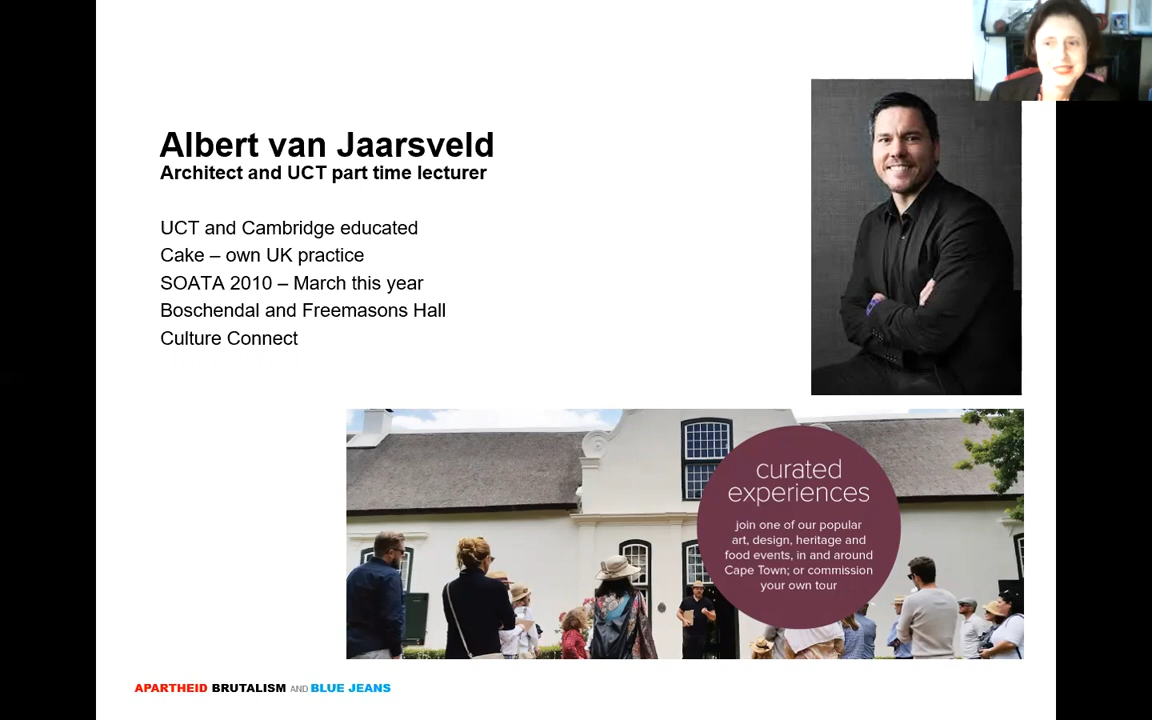 Albert van Jaarsveld
Architect and UCT part time lecturer
UCT and Cambridge educated
Cake – own UK practice
SOATA 2010 – March this year
Boschendal and Freemasons Hall
Culture Connect
curated
experiences
join one of our popular
art, design, heritage and
food events, in and around
Cape Town; or commission
your own tour
APARTHEID BRUTALISM AND BLUE JEANS